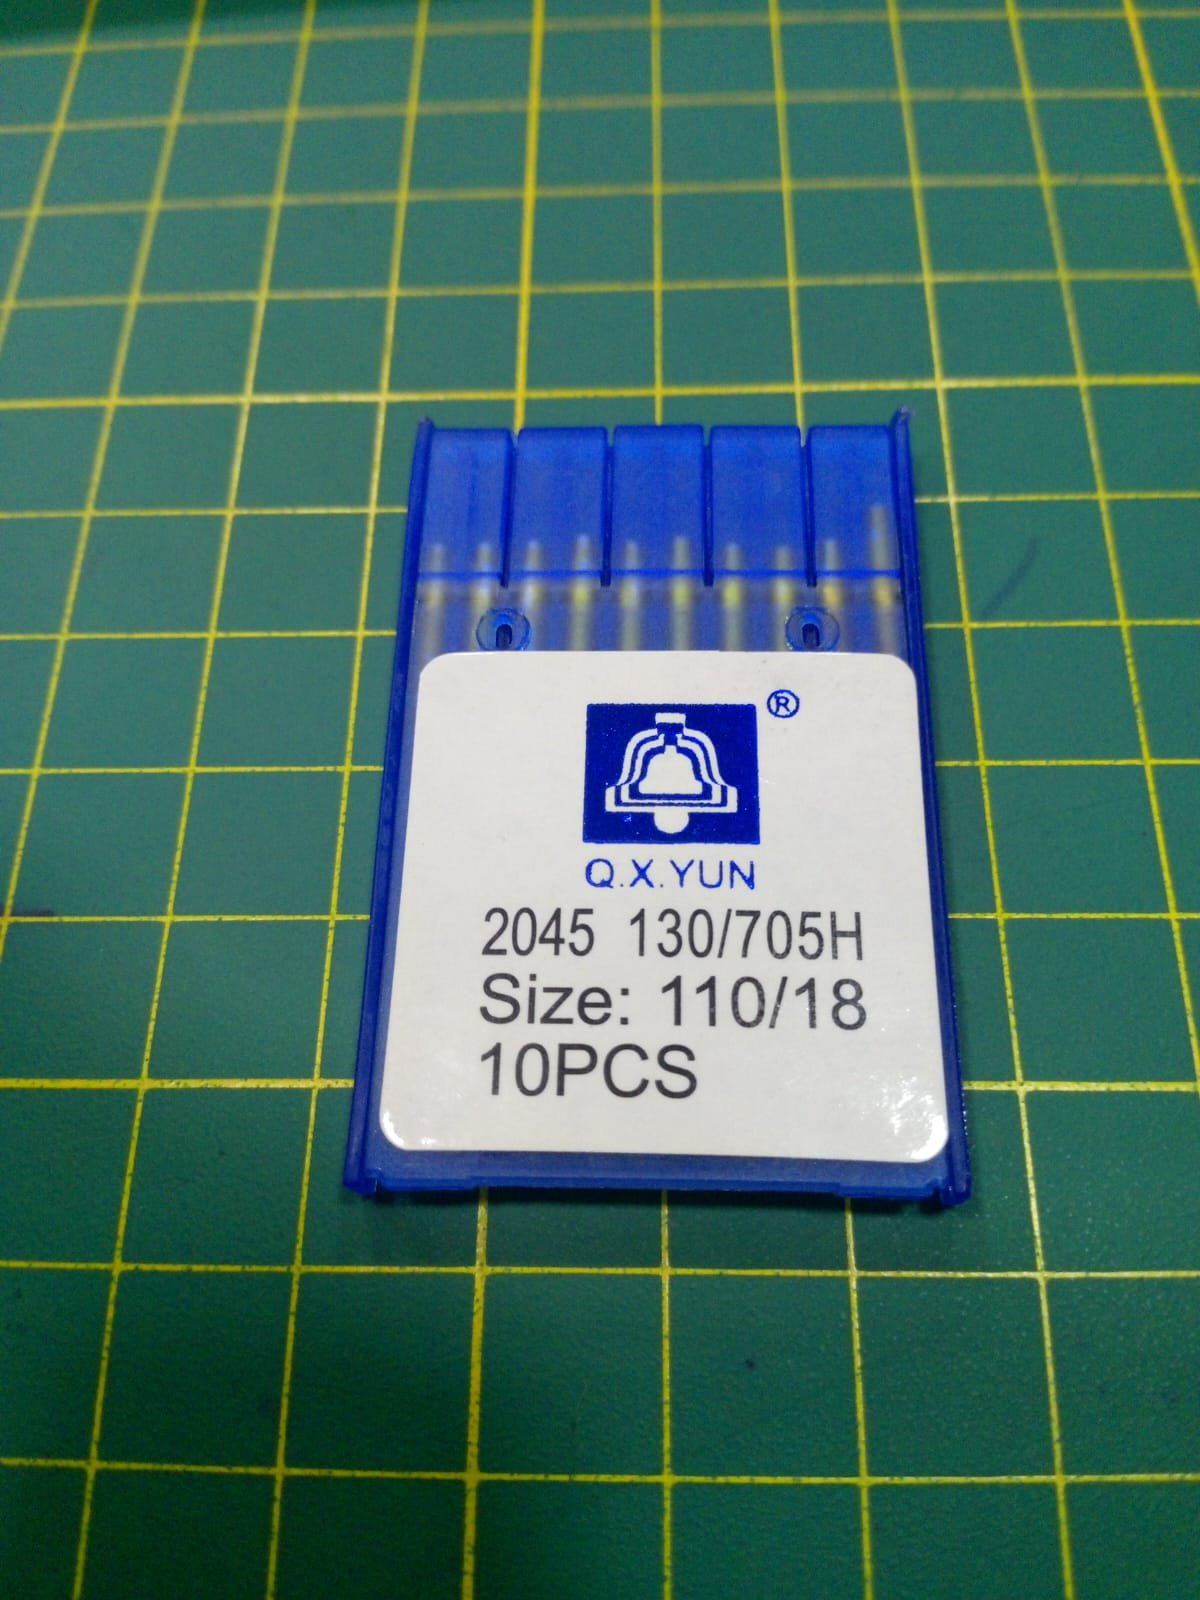 ®
Q.X.YUN
2045 130/705H
Size: 110/18
10PCS